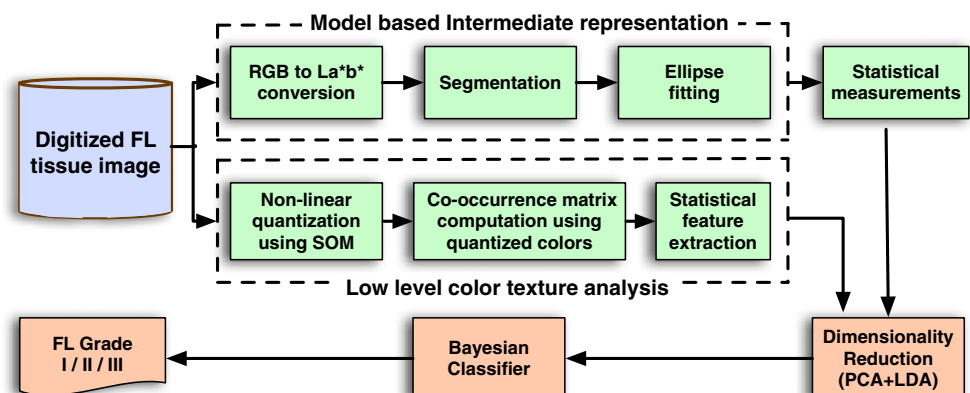 Model based Intermediate representation
Digitized FL
tissue image
RGB to La*b*
conversion
Segmentation
Ellipse
fitting
Statistical
measurements
Non-linear
quantization
using SOM
Co-occurrence matrix
computation using
quantized colors
Statistical
feature
extraction
Low level color texture analysis
FL Grade
I / II / III
Bayesian
Classifier
Dimensionality
Reduction
(PCA+LDA)